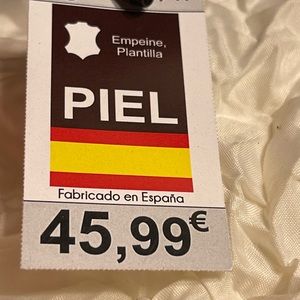 Empeine,
Plantilla
PIEL
Fabricado en España
45,99€